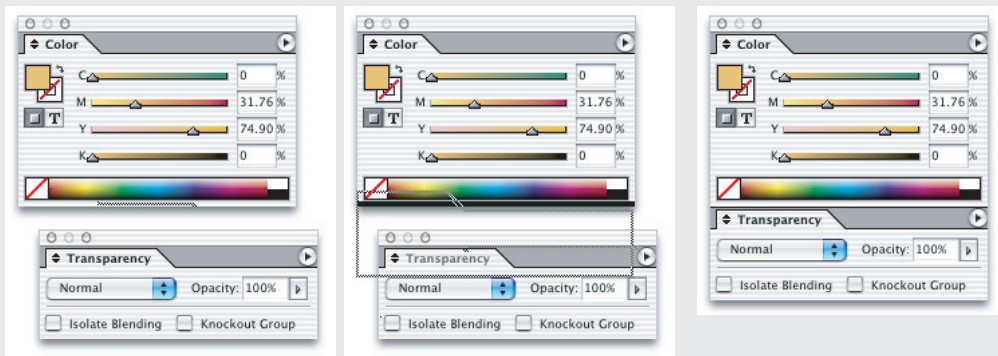 Color
C 0 %
M 31.76 %
T
Y 74.90 %
K 0 %
Transparency
Normal Opacity: 100%
Isolate Blending Knockout Group
Color
C 0 %
M 31.76 %
T
Y 74.90 %
K 0 %
Transparency
Normal Opacity: 100%
Isolate Blending Knockout Group
Color
C 0 %
M 31.76 %
T
Y 74.90 %
K 0 %
Transparency
Normal Opacity: 100%
Isolate Blending Knockout Group